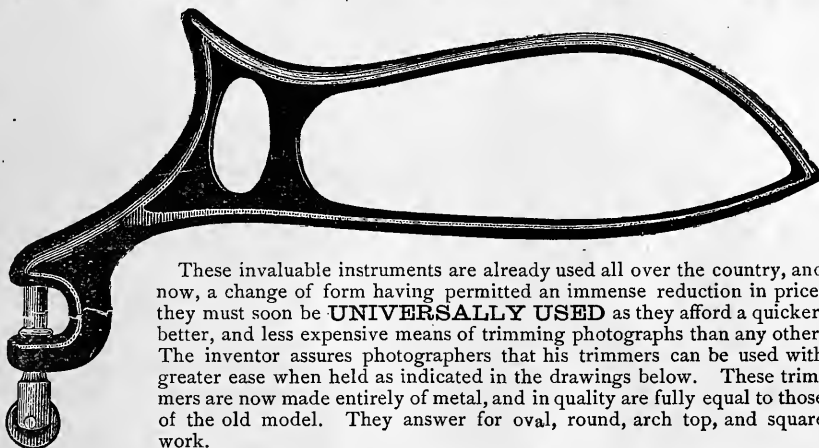 These invaluable instruments are already used all over the country, and
now, a change of form having permitted an immense reduction in price
they must soon be UNIVERSALLY USED as they afford a quicker
better, and less expensive means of trimming photographs than any other
The inventor assures photographers that his trimmers can be used with
greater ease when held as indicated in the drawings below. These trim
mers are now made entirely of metal, and in quality are fully equal to those
of the old model. They answer for oval, round, arch top, and square
work.